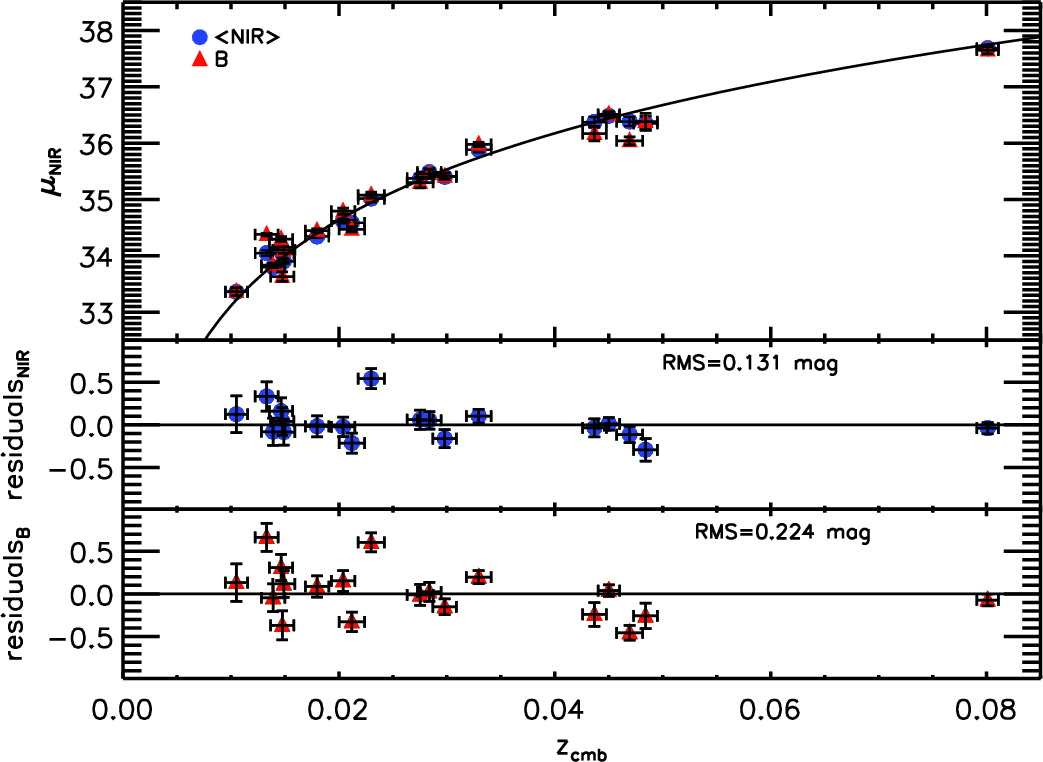 <NIR>
B
38
37
36
35
34
33
μNIR
RMS=0.131 mag
0.5
0.0
−0.5
residualsNIR
RMS=0.224 mag
0.5
0.0
−0.5
residualsB
0.00 0.02 0.04 0.06 0.08
zcmb